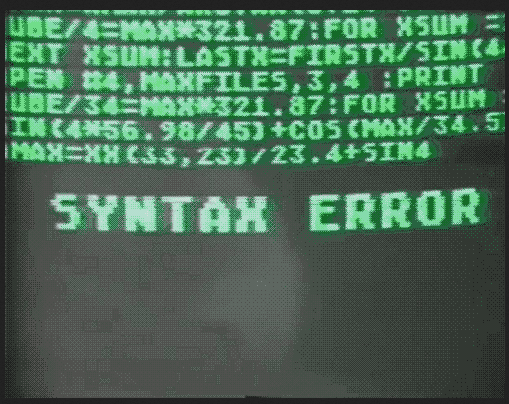 UBE/4=MAX*321.87:FOR XSUM =
EXT XSUM:LASTX=FIRSTX/SIN(4
PEN #4,MAXFILES,3,4 :PRINT
UBE/34=MAX*321.87:FOR XSUM
IN(4*56.98/45)+COS(MAX/34.5
MAX=XX(33,23)/23.4+SIN4
SYNTAX ERROR